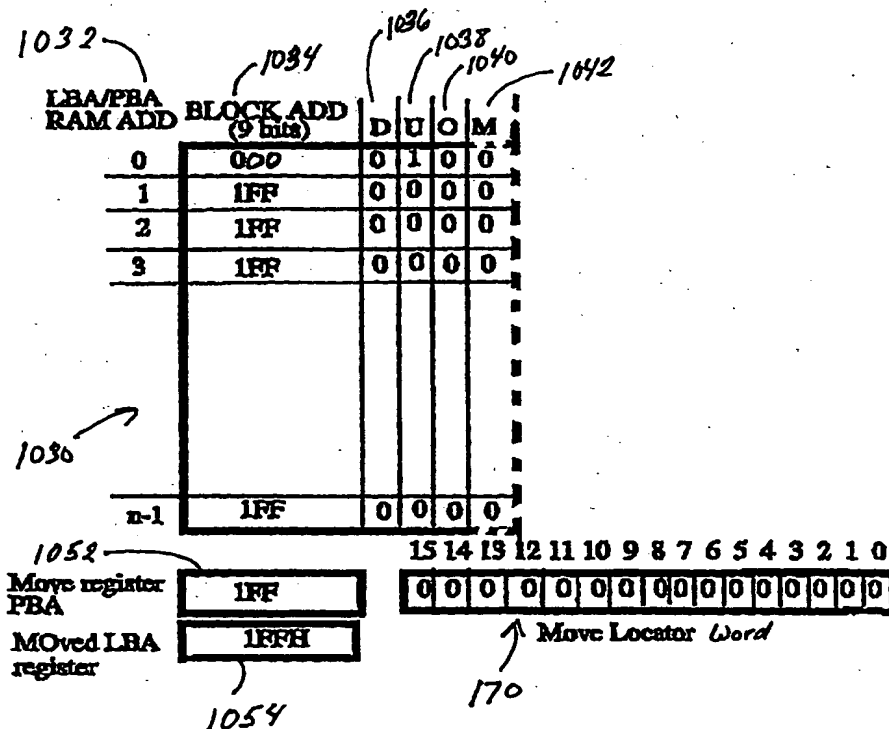 1032
1034
1036
1038
1040
1042
LBA/PBA
RAM ADD
BLOCK ADD
(9 bits)
D U O M
0 000 0 1 0 0
1 1FF 0 0 0 0
2 1FF 0 0 0 0
3 1FF 0 0 0 0
1030
n-1 1FF 0 0 0 0
1052
15 14 13 12 11 10 9 8 7 6 5 4 3 2 1 0
Move register
PBA
1FF
0 0 0 0 0 0 0 0 0 0 0 0 0 0 0 0
MOved LBA
register
1FFH
Move Locator Word
170
1054